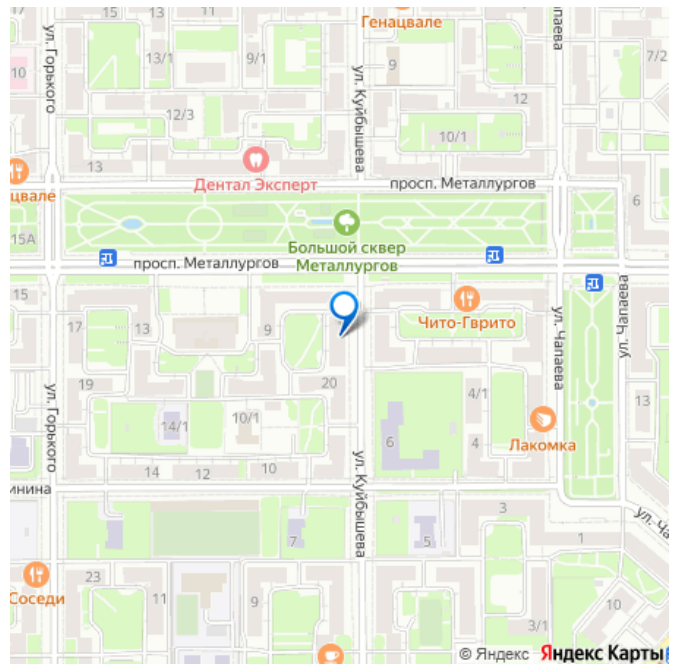 15
13
Генацвале
ул. Горького
13/1
9/1
9
ул. Куйбышева
Чапаева
7/2
10
12
12/3
10/1
13
Дентал Эксперт
просп. Металлургов
цвале
6
15А
Большой сквер
Металлургов
просп. Металлургов
15
17
13
9
Чито-Гврито
ул. Чапаева
ул. Чапаева
19
20
ул. Горького
14/1
10/1
4/1
13
6
4
Лакомка
14
12
10
ул. Куйбышева
инина
3
ул. Ча
7
5
1
23
11
9
10
Соседи
3/1
© Яндекс Яндекс Карты